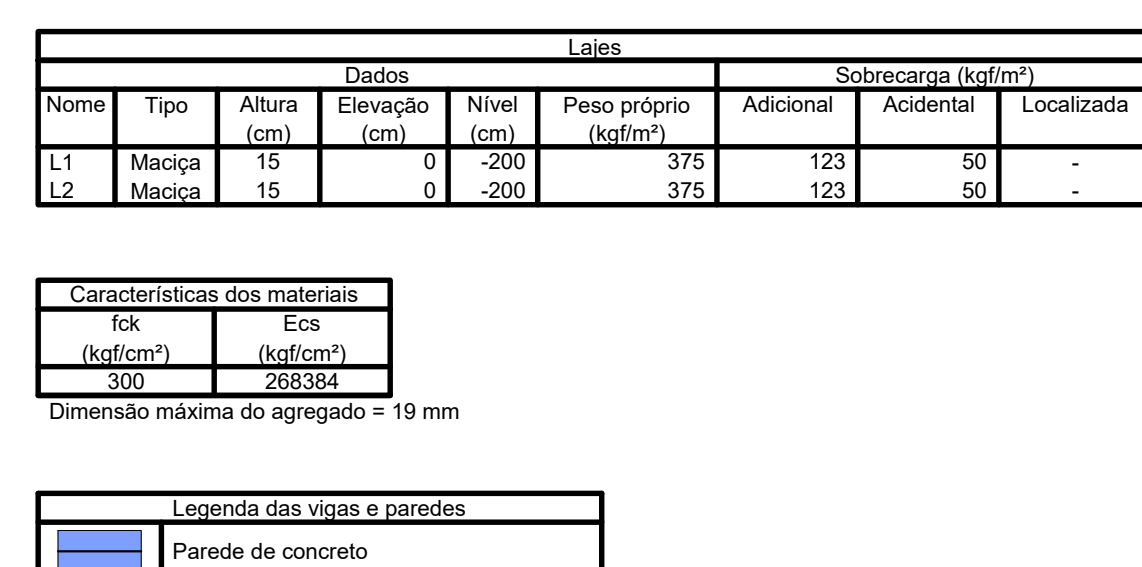 Lajes
Dados Sobrecarga (kgf/m²)
Nome Tipo Altura Elevação Nível Peso próprio Adicional Acidental Localizada
(cm) (cm) (cm) (kgf/m²)
L1 Maciça 15 0 -200 375 123 50 -
L2 Maciça 15 0 -200 375 123 50 -
Características dos materiais
fck Ecs
(kgf/cm²) (kgf/cm²)
300 268384
Dimensão máxima do agregado = 19 mm
Legenda das vigas e paredes
Parede de concreto